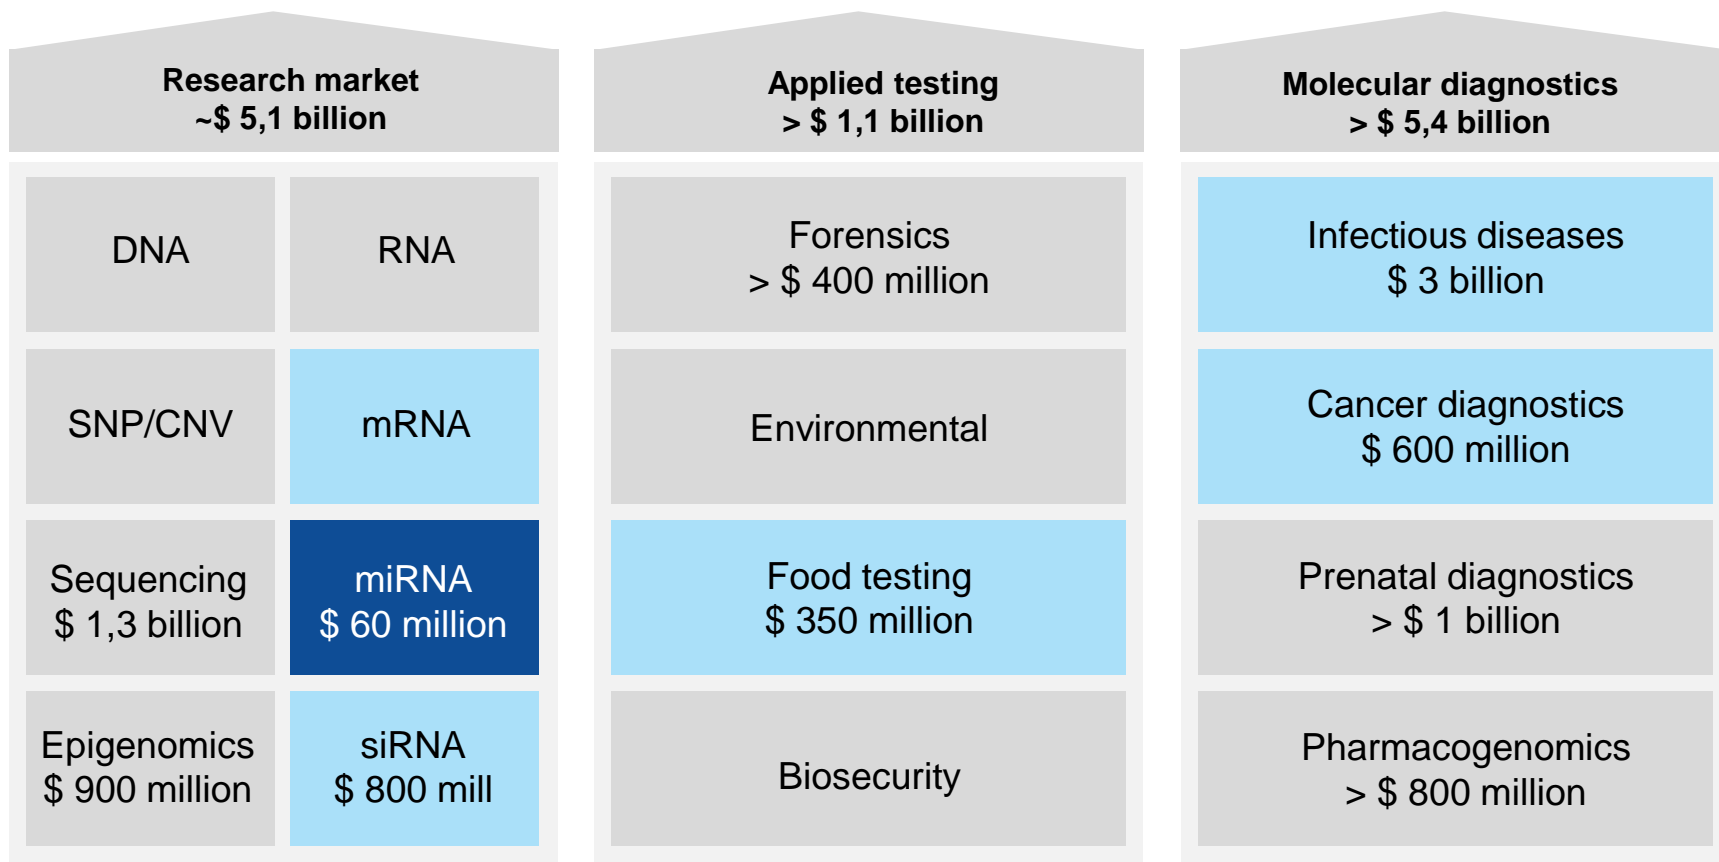 Research market
~$ 5,1 billion
DNA
RNA
SNP/CNV
mRNA
Sequencing
$ 1,3 billion
miRNA
$ 60 million
Epigenomics
$ 900 million
siRNA
$ 800 mill
Applied testing
> $ 1,1 billion
Forensics
> $ 400 million
Environmental
Food testing
$ 350 million
Biosecurity
Molecular diagnostics
> $ 5,4 billion
Infectious diseases
$ 3 billion
Cancer diagnostics
$ 600 million
Prenatal diagnostics
> $ 1 billion
Pharmacogenomics
> $ 800 million